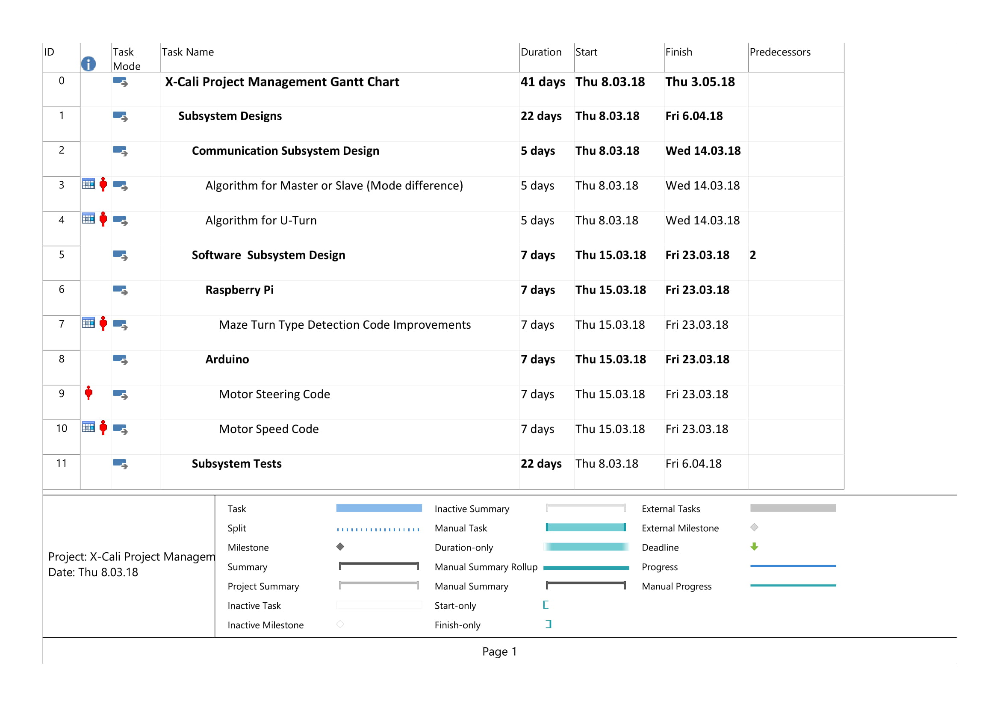 ID Task Mode Task Name Duration Start Finish Predecessors
0 X-Cali Project Management Gantt Chart 41 days Thu 8.03.18 Thu 3.05.18
1 Subsystem Designs 22 days Thu 8.03.18 Fri 6.04.18
2 Communication Subsystem Design 5 days Thu 8.03.18 Wed 14.03.18
3 Algorithm for Master or Slave (Mode difference) 5 days Thu 8.03.18 Wed 14.03.18
4 Algorithm for U-Turn 5 days Thu 8.03.18 Wed 14.03.18
5 Software  Subsystem Design 7 days Thu 15.03.18 Fri 23.03.18 2
6 Raspberry Pi 7 days Thu 15.03.18 Fri 23.03.18
7 Maze Turn Type Detection Code Improvements 7 days Thu 15.03.18 Fri 23.03.18
8 Arduino 7 days Thu 15.03.18 Fri 23.03.18
9 Motor Steering Code 7 days Thu 15.03.18 Fri 23.03.18
10 Motor Speed Code 7 days Thu 15.03.18 Fri 23.03.18
11 Subsystem Tests 22 days Thu 8.03.18 Fri 6.04.18
Project: X-Cali Project Managem
Date: Thu 8.03.18
Task Inactive Summary External Tasks
Split Manual Task External Milestone
Milestone Duration-only Deadline
Summary Manual Summary Rollup Progress
Project Summary Manual Summary Manual Progress
Inactive Task Start-only
Inactive Milestone Finish-only
Page 1